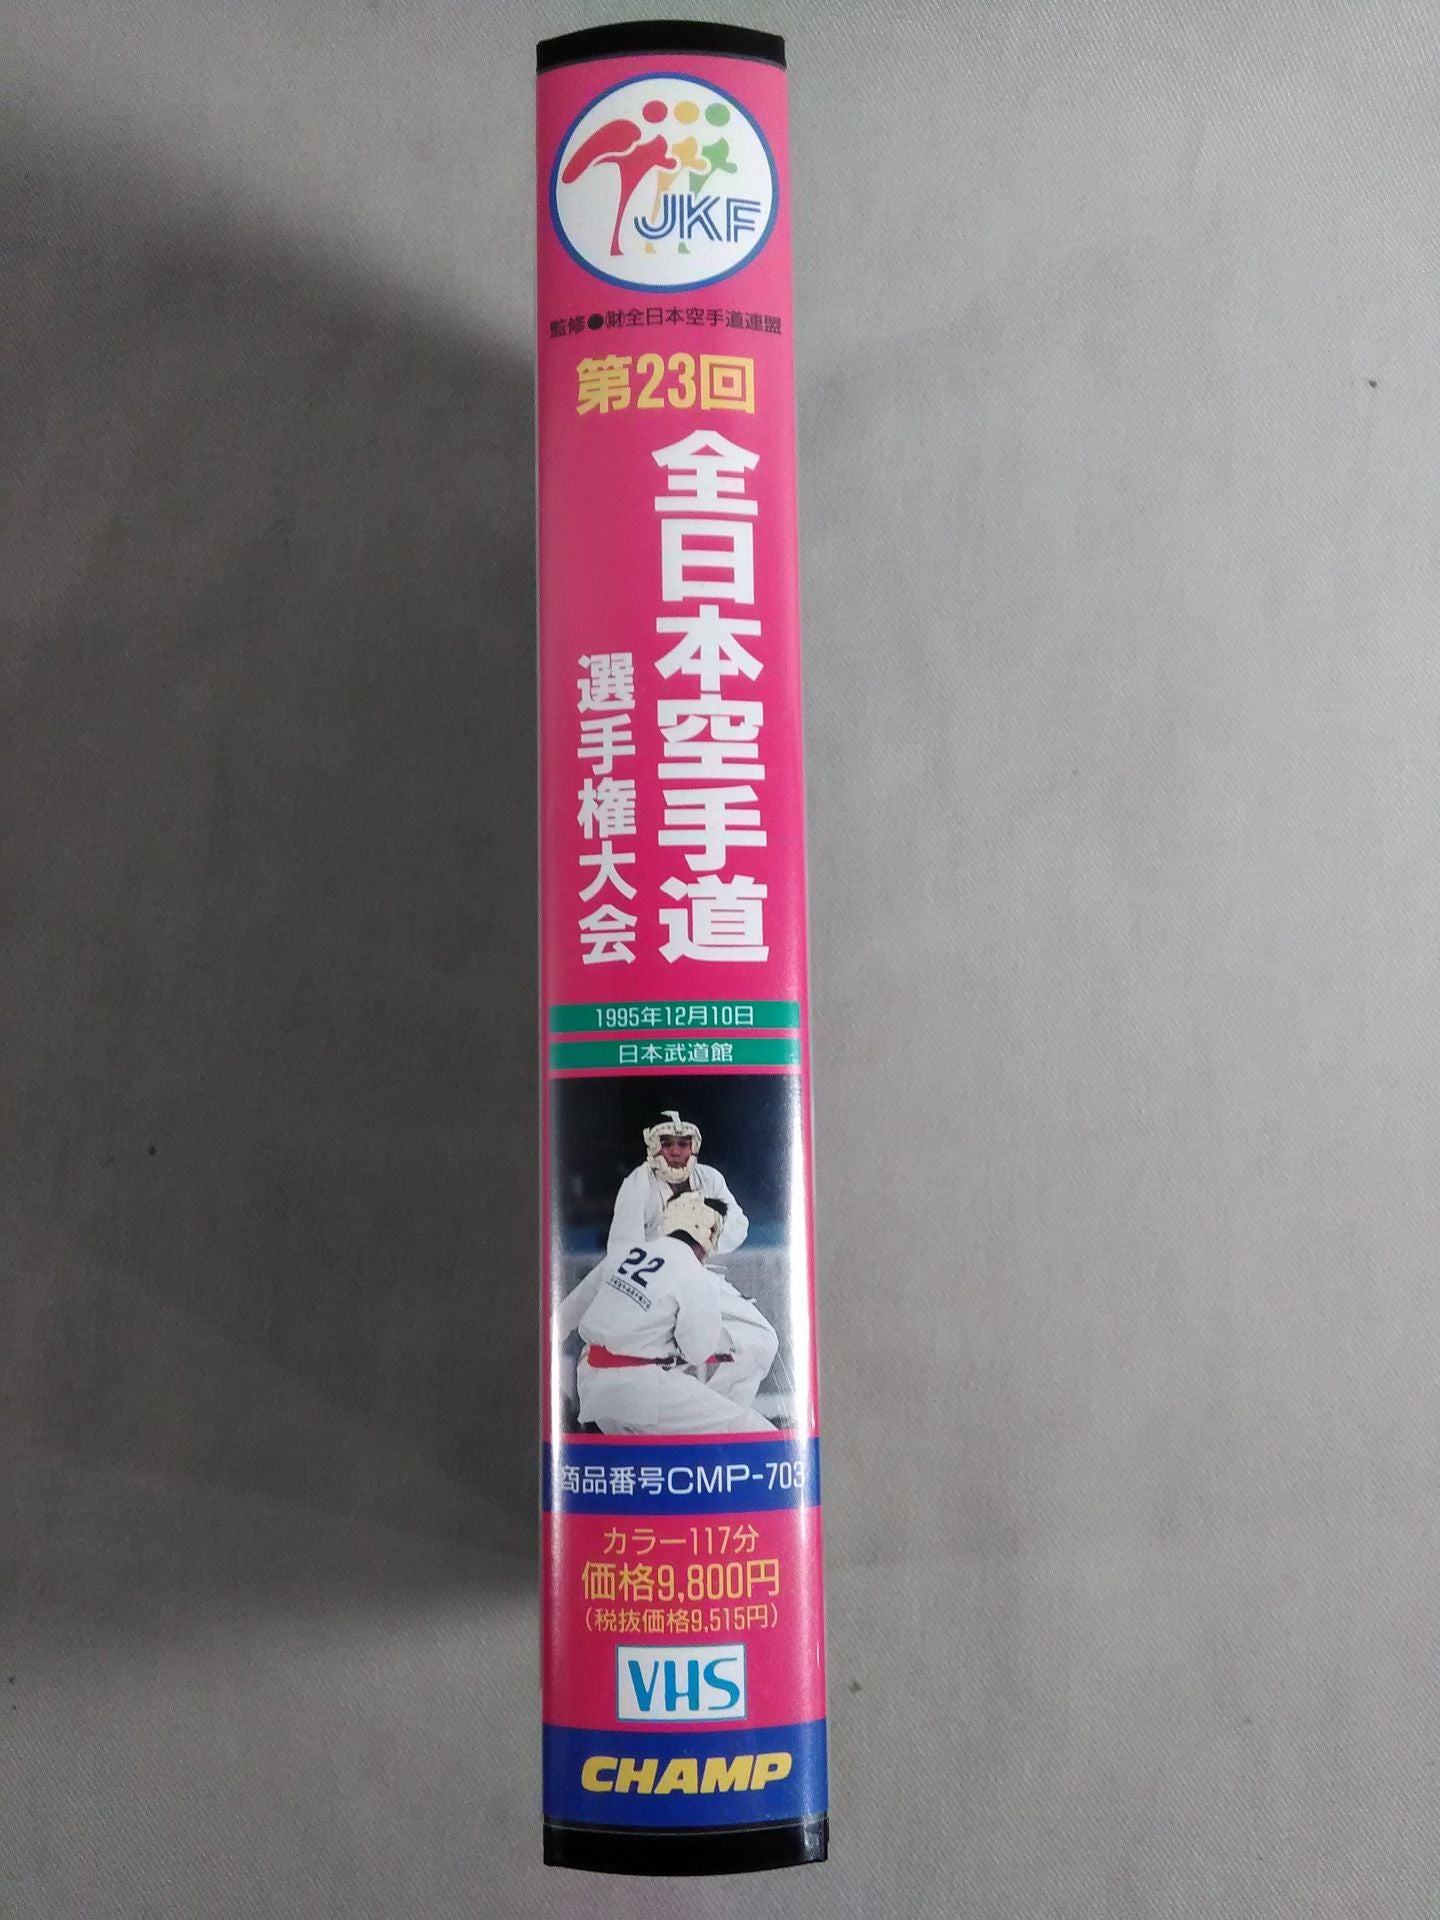 JKF
監修●㈶全日本空手道連盟
第23回
全日本空手道
選手権大会
1995年12月10日
日本武道館
22
商品番号CMP-703
カラー117分
価格9,800円
(税抜価格9,515円)
VHS
CHAMP